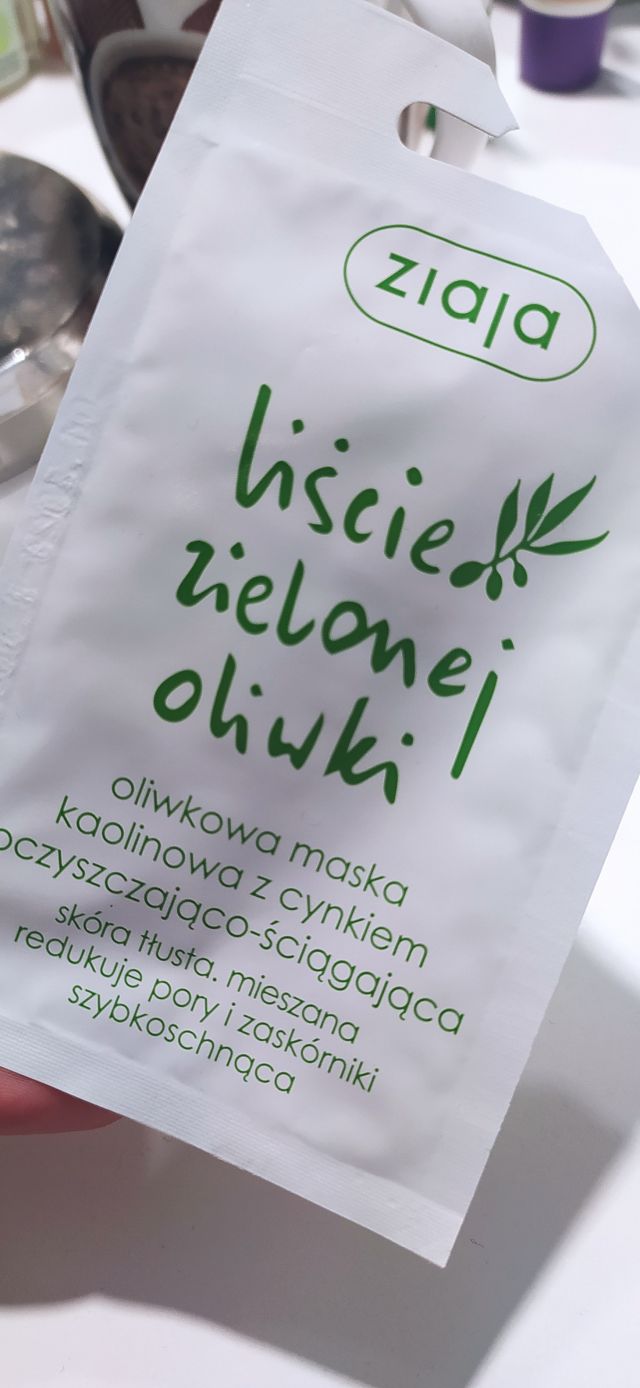 ziaja
liście
zielonej
oliwki
oliwkowa maska
kaolinowa z cynkiem
oczyszczająco-ściągająca
skóra tłusta, mieszana
redukuje pory i zaskórniki
szybkoschnąca